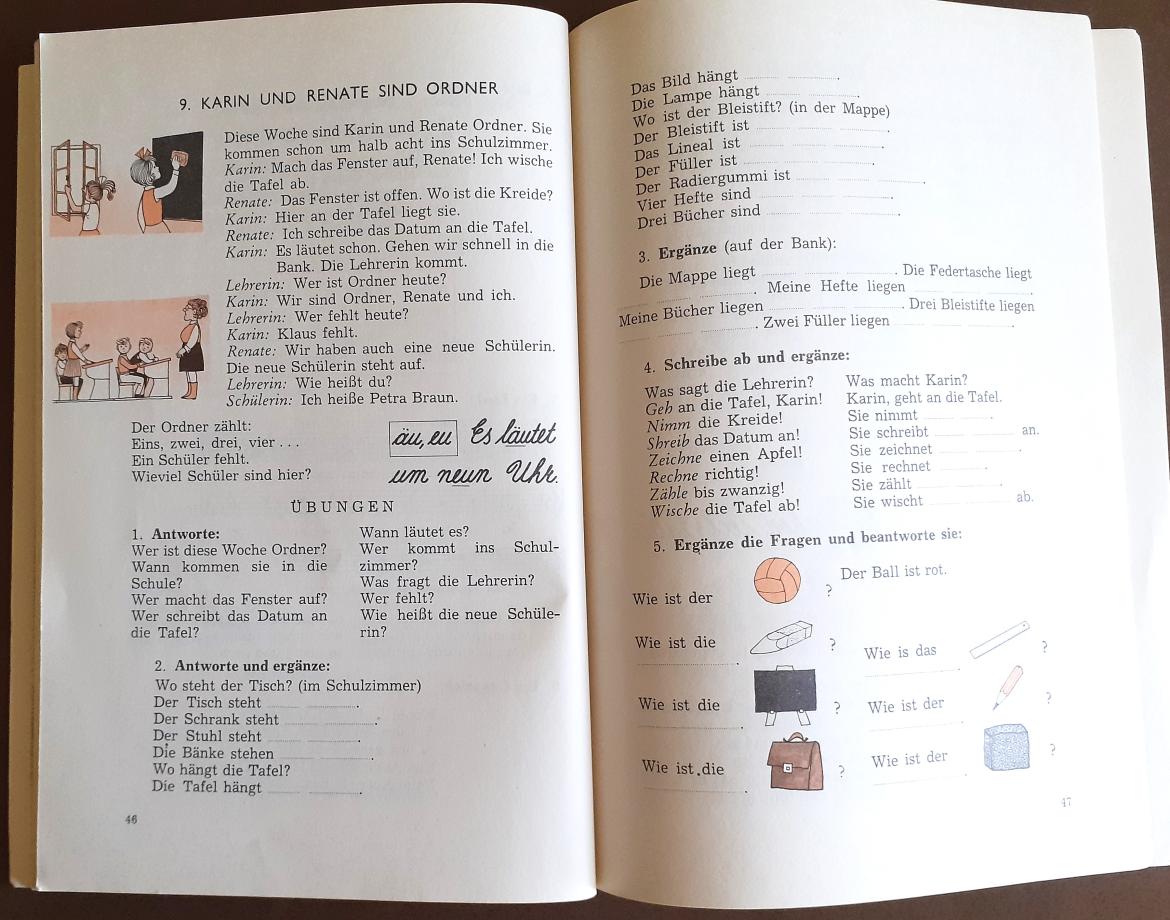 9. KARIN UND RENATE SIND ORDNER
Diese Woche sind Karin und Renate Ordner. Sie
kommen schon um halb acht ins Schulzimmer.
Karin: Mach das Fenster auf, Renate! Ich wische
die Tafel ab.
Renate: Das Fenster ist offen. Wo ist die Kreide?
Karin: Hier an der Tafel liegt sie.
Renate: Ich schreibe das Datum an die Tafel.
Karin: Es läutet schon. Gehen wir schnell in die
Bank. Die Lehrerin kommt.
Lehrerin: Wer ist Ordner heute?
Karin: Wir sind Ordner, Renate und ich.
Lehrerin: Wer fehlt heute?
Karin: Klaus fehlt.
Renate: Wir haben auch eine neue Schülerin.
Die neue Schülerin steht auf.
Lehrerin: Wie heißt du?
Schülerin: Ich heiße Petra Braun.
Der Ordner zählt:
Eins, zwei, drei, vier . . .
Ein Schüler fehlt.
Wieviel Schüler sind hier?
äu, eu Es läutet
um neun Uhr.
ÜBUNGEN
1. Antworte:
Wer ist diese Woche Ordner?
Wann kommen sie in die
Schule?
Wer macht das Fenster auf?
Wer schreibt das Datum an
die Tafel?
Wann läutet es?
Wer kommt ins Schul-
zimmer?
Was fragt die Lehrerin?
Wer fehlt?
Wie heißt die neue Schüle-
rin?
2. Antworte und ergänze:
Wo steht der Tisch? (im Schulzimmer)
Der Tisch steht
Der Schrank steht
Der Stuhl steht
Die Bänke stehen
Wo hängt die Tafel?
Die Tafel hängt
46
Das Bild hängt
Die Lampe hängt
Wo ist der Bleistift? (in der Mappe)
Der Bleistift ist
Das Lineal ist
Der Füller ist
Der Radiergummi ist
Vier Hefte sind
Drei Bücher sind
3. Ergänze (auf der Bank):
Die Mappe liegt . Die Federtasche liegt
. Meine Hefte liegen .
Meine Bücher liegen . Drei Bleistifte liegen
. Zwei Füller liegen .
4. Schreibe ab und ergänze:
Was sagt die Lehrerin?
Geh an die Tafel, Karin!
Nimm die Kreide!
Shreib das Datum an!
Zeichne einen Apfel!
Rechne richtig!
Zähle bis zwanzig!
Wische die Tafel ab!
Was macht Karin?
Karin, geht an die Tafel.
Sie nimmt .
Sie schreibt an.
Sie zeichnet .
Sie rechnet .
Sie zählt .
Sie wischt ab.
5. Ergänze die Fragen und beantworte sie:
Wie ist der ? Der Ball ist rot.
Wie ist die ? Wie is das ?
Wie ist die ? Wie ist der ?
Wie ist die ? Wie ist der ?
47